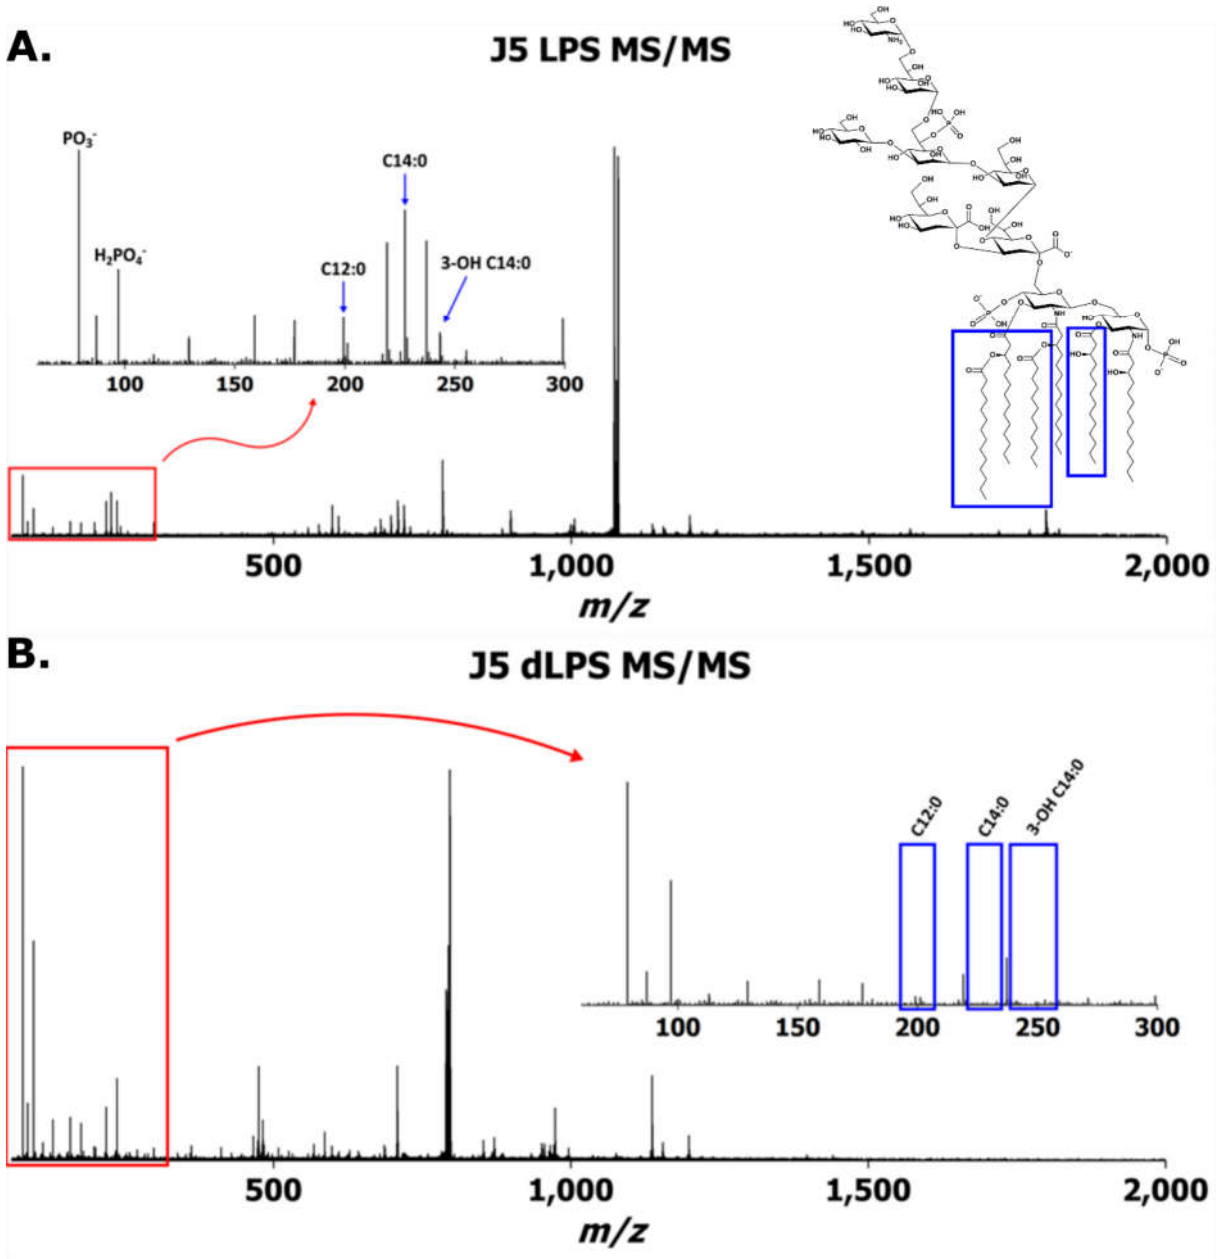 A.
J5 LPS MS/MS
PO3-
H2PO4-
C12:0
C14:0
3-OH C14:0
100 150 200 250 300
500 1,000 1,500 2,000
m/z
B.
J5 dLPS MS/MS
C12:0
C14:0
3-OH C14:0
100 150 200 250 300
500 1,000 1,500 2,000
m/z